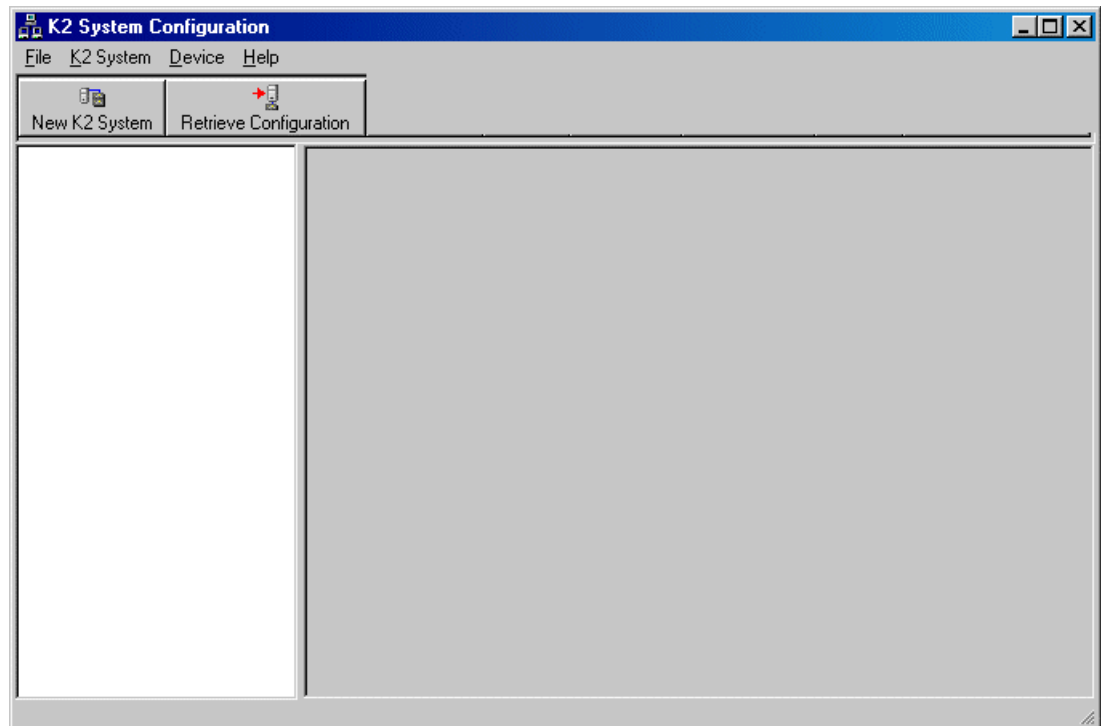 K2 System Configuration
File K2 System Device Help
New K2 System Retrieve Configuration